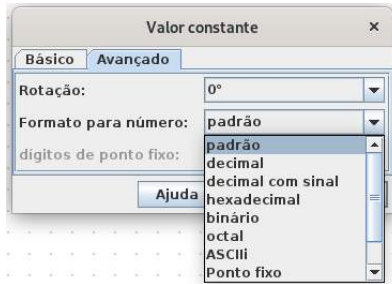 Valor constante
Básico Avançado
Rotação: 0°
Formato para número: padrão
dígitos de ponto fixo:
padrão
decimal
decimal com sinal
hexadecimal
binário
octal
ASCIIi
Ponto fixo
Ajuda